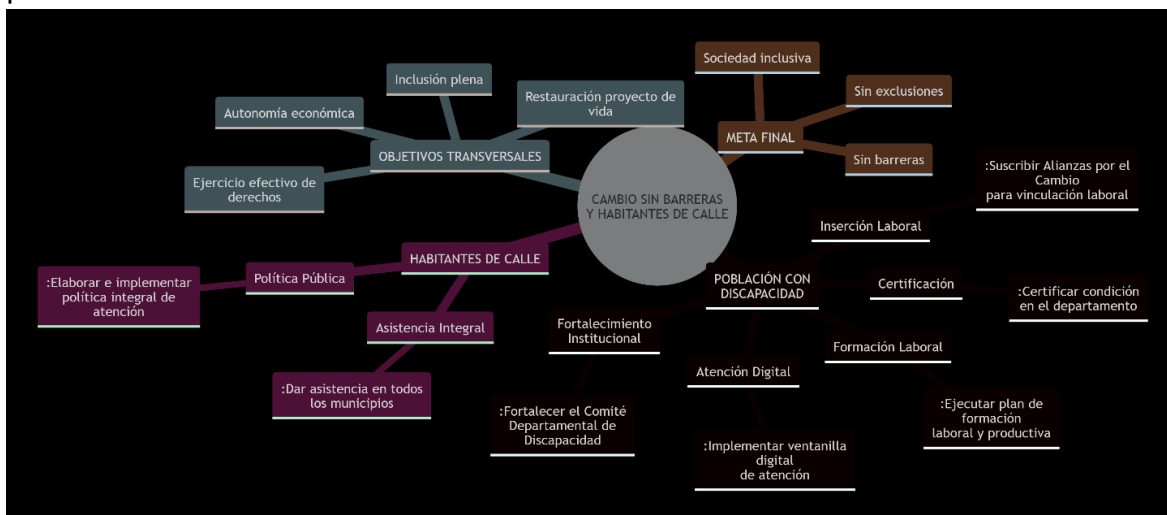 CAMBIO SIN BARRERAS
Y HABITANTES DE CALLE
OBJETIVOS TRANSVERSALES
Inclusión plena
Autonomía económica
Restauración proyecto de
vida
Ejercicio efectivo de
derechos
META FINAL
Sociedad inclusiva
Sin exclusiones
Sin barreras
HABITANTES DE CALLE
Política Pública
:Elaborar e implementar
política integral de
atención
Asistencia Integral
:Dar asistencia en todos
los municipios
POBLACIÓN CON
DISCAPACIDAD
Inserción Laboral
:Suscribir Alianzas por el
Cambio
para vinculación laboral
Certificación
:Certificar condición
en el departamento
Formación Laboral
:Ejecutar plan de
formación
laboral y productiva
Atención Digital
:Implementar ventanilla
digital
de atención
Fortalecimiento
Institucional
:Fortalecer el Comité
Departamental de
Discapacidad